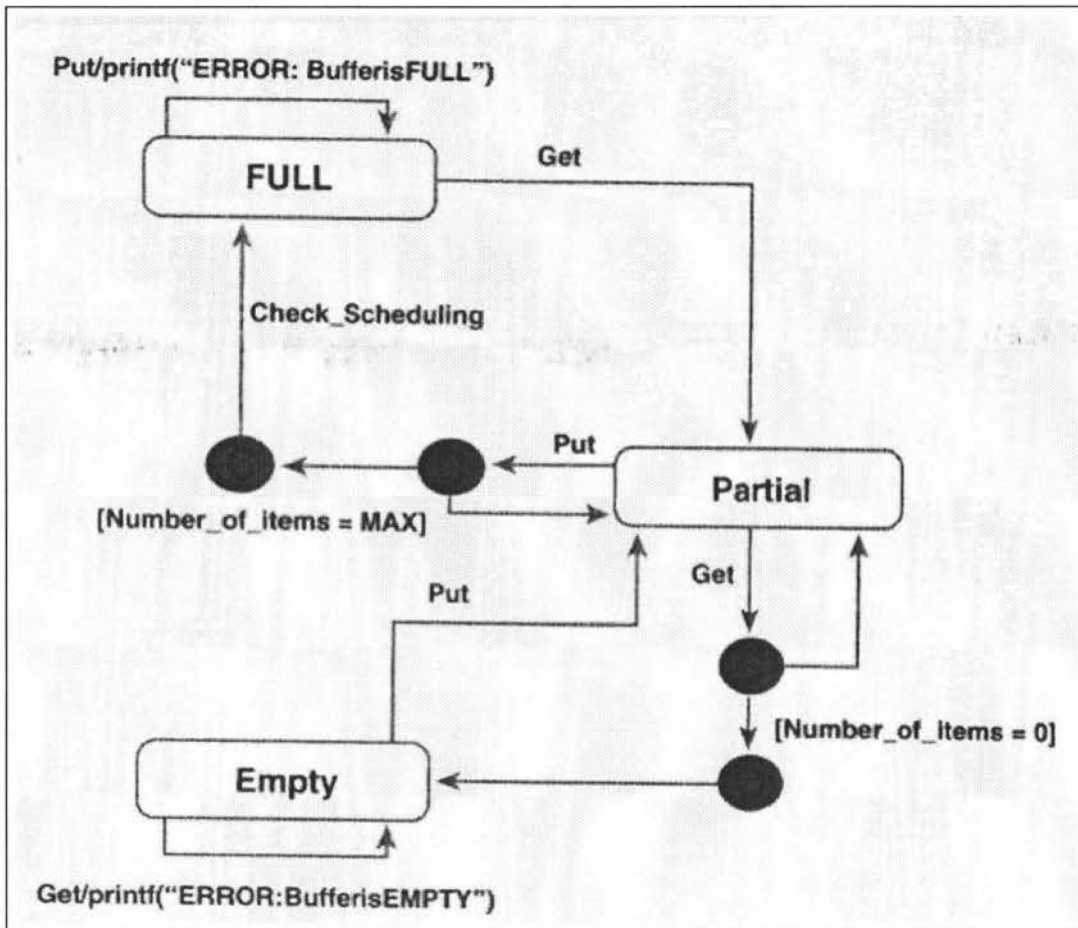 Put/printf("ERROR: BufferisFULL")
FULL
Get
Check_Scheduling
Put
Partial
[Number_of_items = MAX]
Get
Put
[Number_of_items = 0]
Empty
Get/printf("ERROR:BufferisEMPTY")